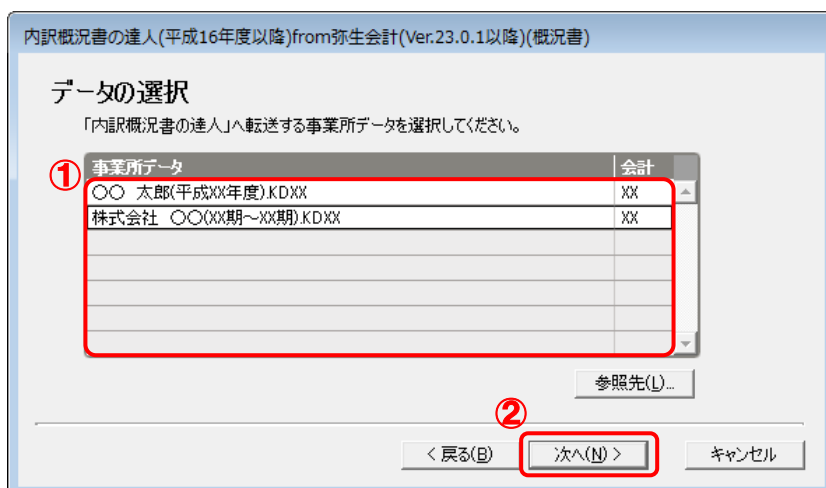 内訳概況書の達人(平成16年度以降)from弥生会計(Ver.23.0.1以降)(概況書)
データの選択
「内訳概況書の達人」へ転送する事業所データを選択してください。
①
事業所データ 会計
〇〇 太郎(平成XX年度).KDXX XX
株式会社 〇〇(XX期～XX期).KDXX XX
参照先(L)...
②
< 戻る(B) 次へ(N) > キャンセル